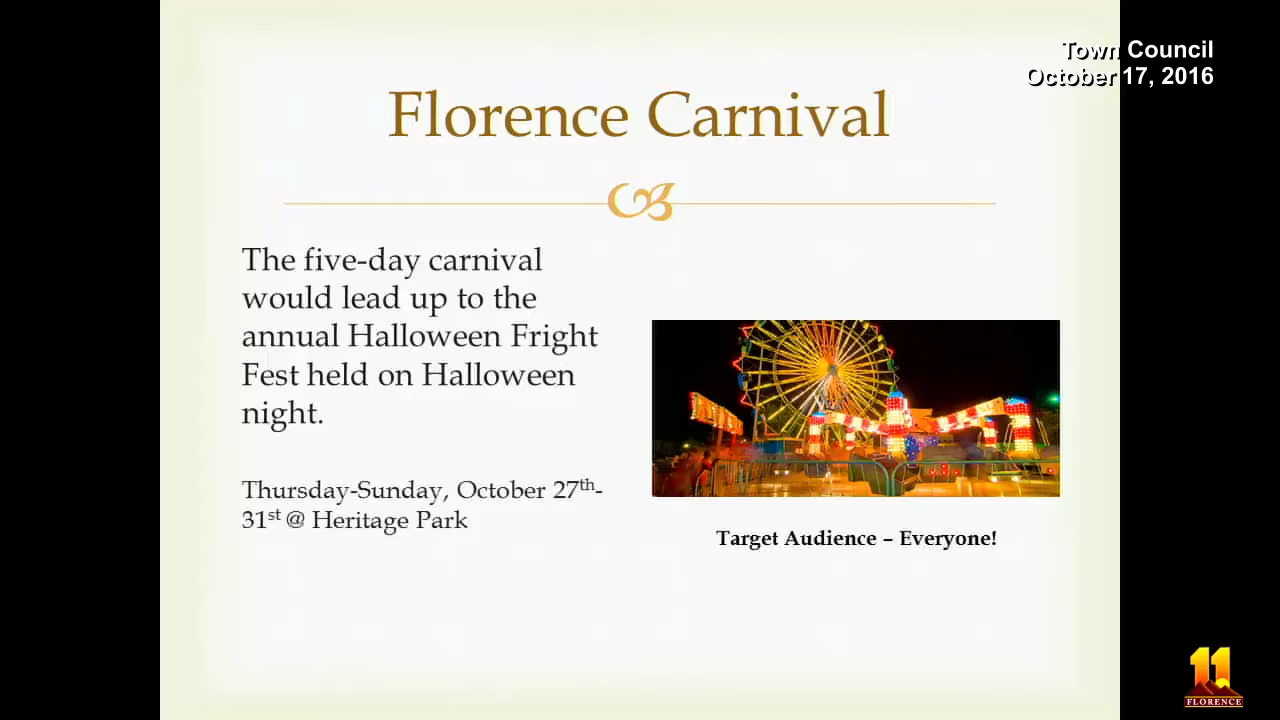 Town Council
October 17, 2016
Florence Carnival
The five-day carnival
would lead up to the
annual Halloween Fright
Fest held on Halloween
night.
Thursday-Sunday, October 27th-
31st @ Heritage Park
Target Audience – Everyone!
11
FLORENCE